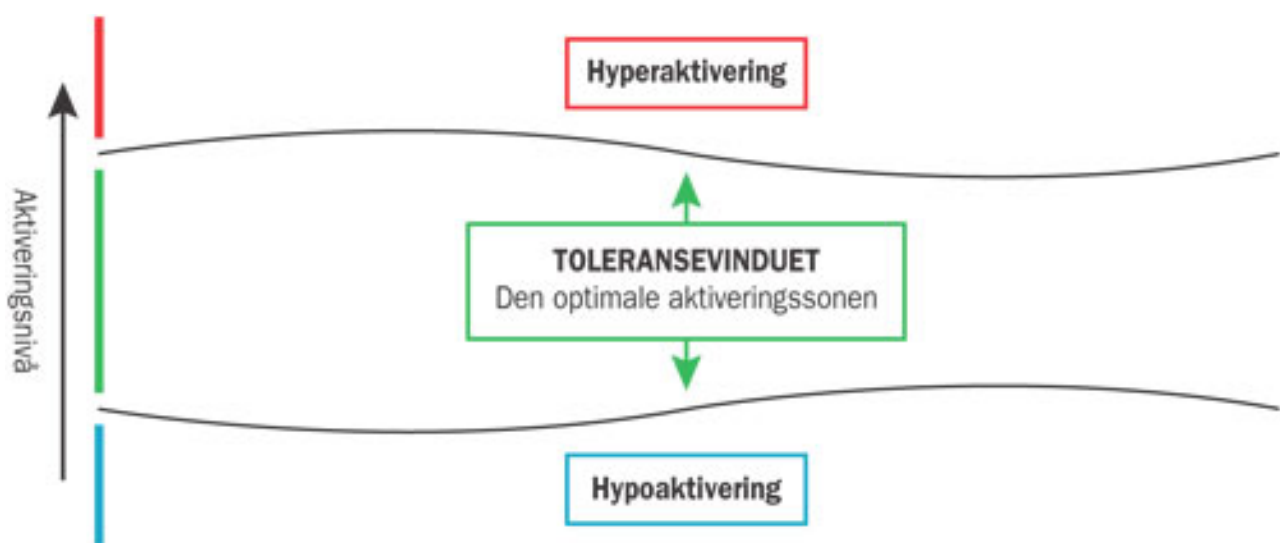 Hyperaktivering
Aktiveringsnivå
TOLERANSEVINDUET
Den optimale aktiveringssonen
Hypoaktivering